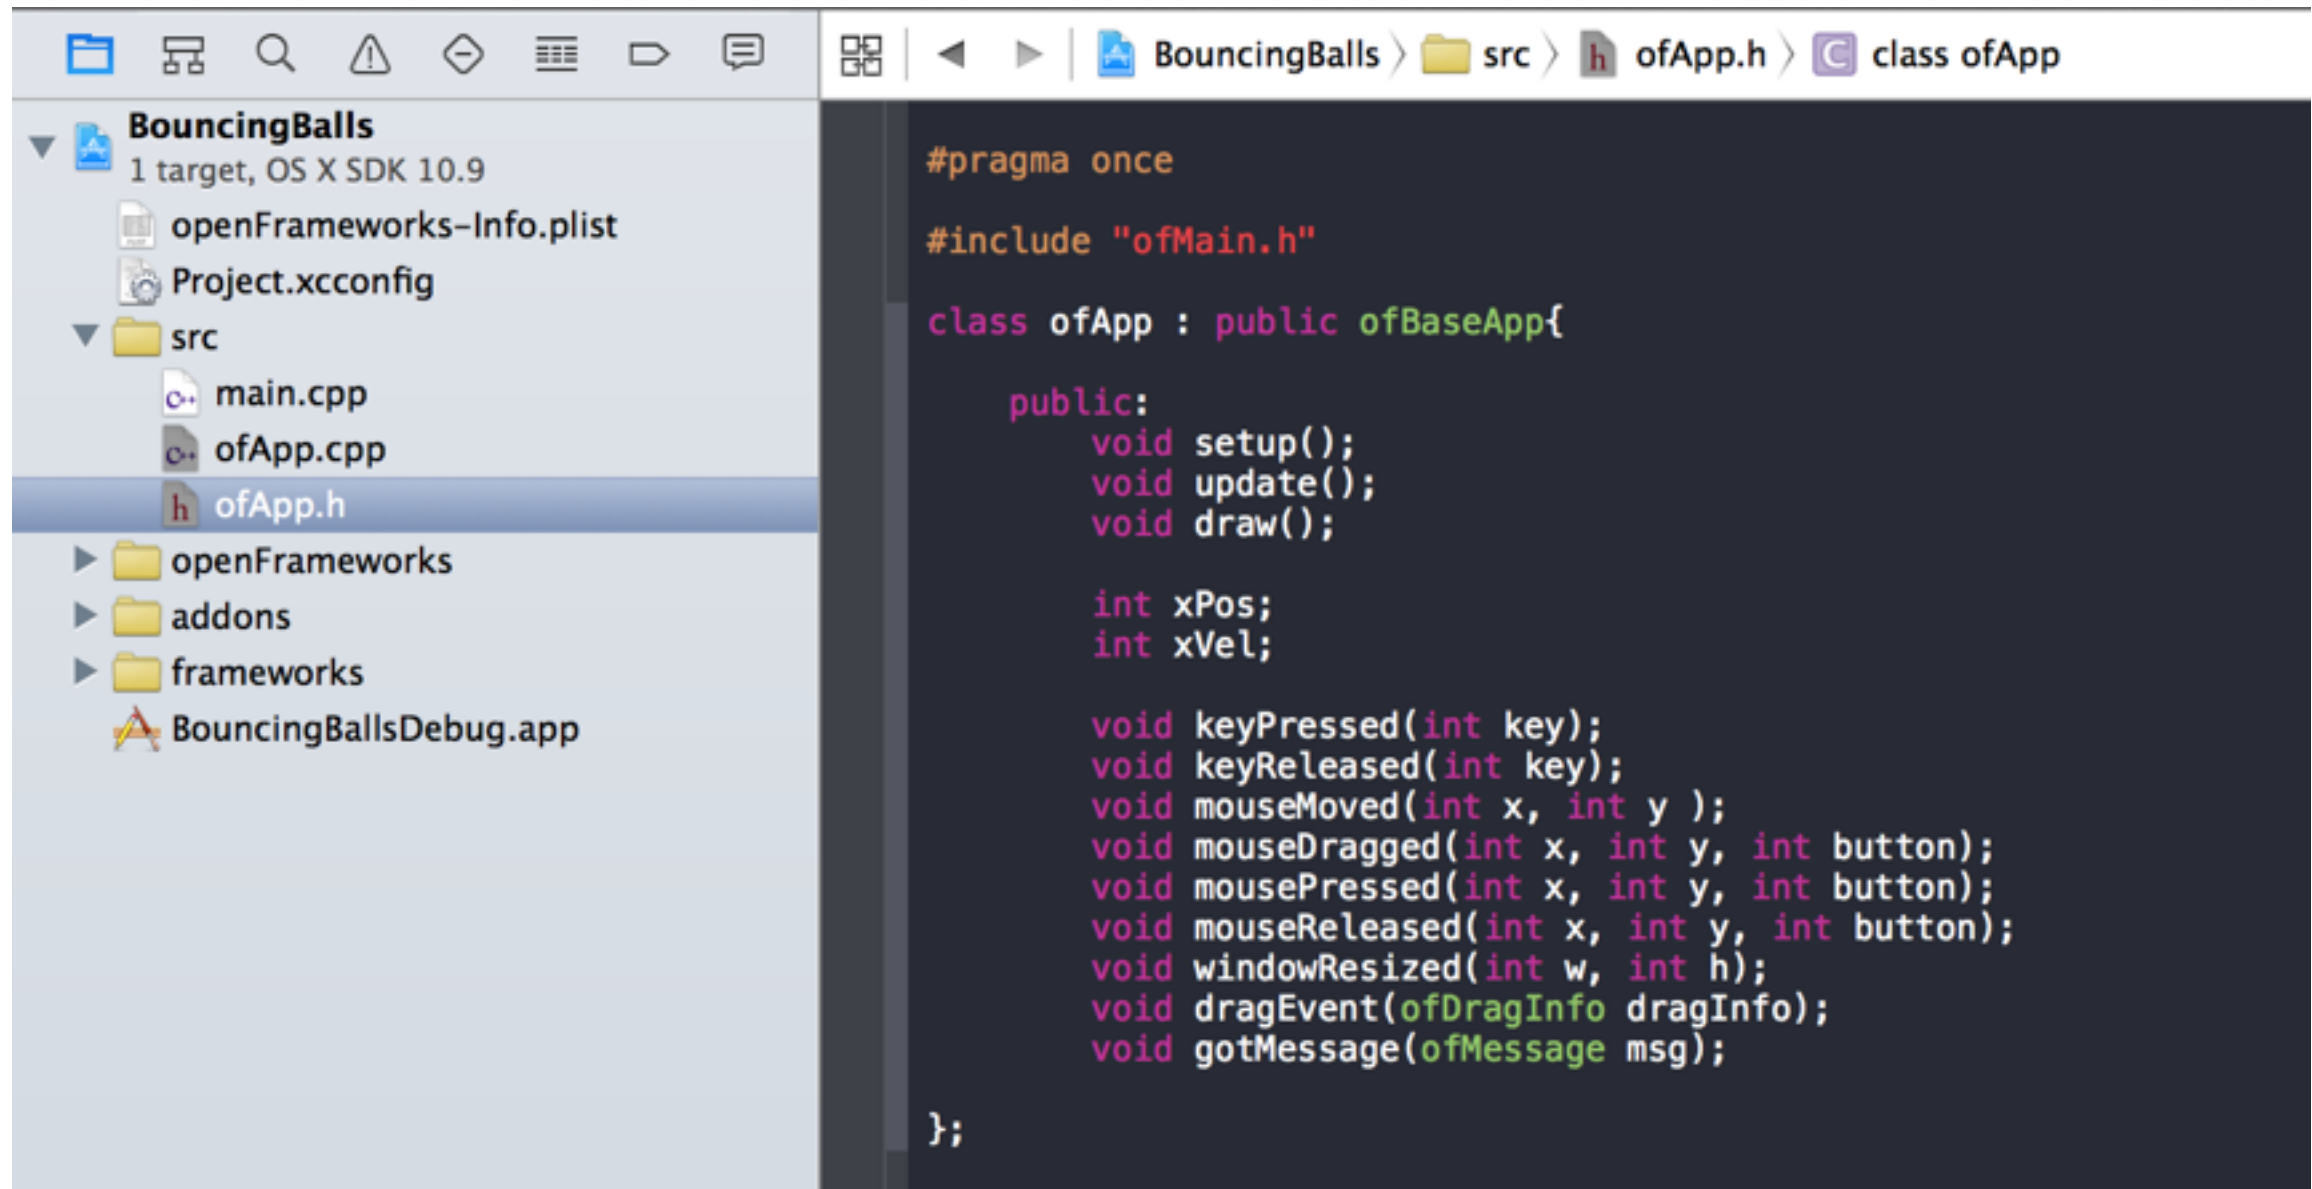 BouncingBalls 〉 src 〉 h ofApp.h 〉 C class ofApp
BouncingBalls
1 target, OS X SDK 10.9
openFrameworks-Info.plist
Project.xcconfig
src
C++ main.cpp
C++ ofApp.cpp
h ofApp.h
openFrameworks
addons
frameworks
BouncingBallsDebug.app
#pragma once
#include "ofMain.h"
class ofApp : public ofBaseApp{
public:
void setup();
void update();
void draw();
int xPos;
int xVel;
void keyPressed(int key);
void keyReleased(int key);
void mouseMoved(int x, int y );
void mouseDragged(int x, int y, int button);
void mousePressed(int x, int y, int button);
void mouseReleased(int x, int y, int button);
void windowResized(int w, int h);
void dragEvent(ofDragInfo dragInfo);
void gotMessage(ofMessage msg);
};